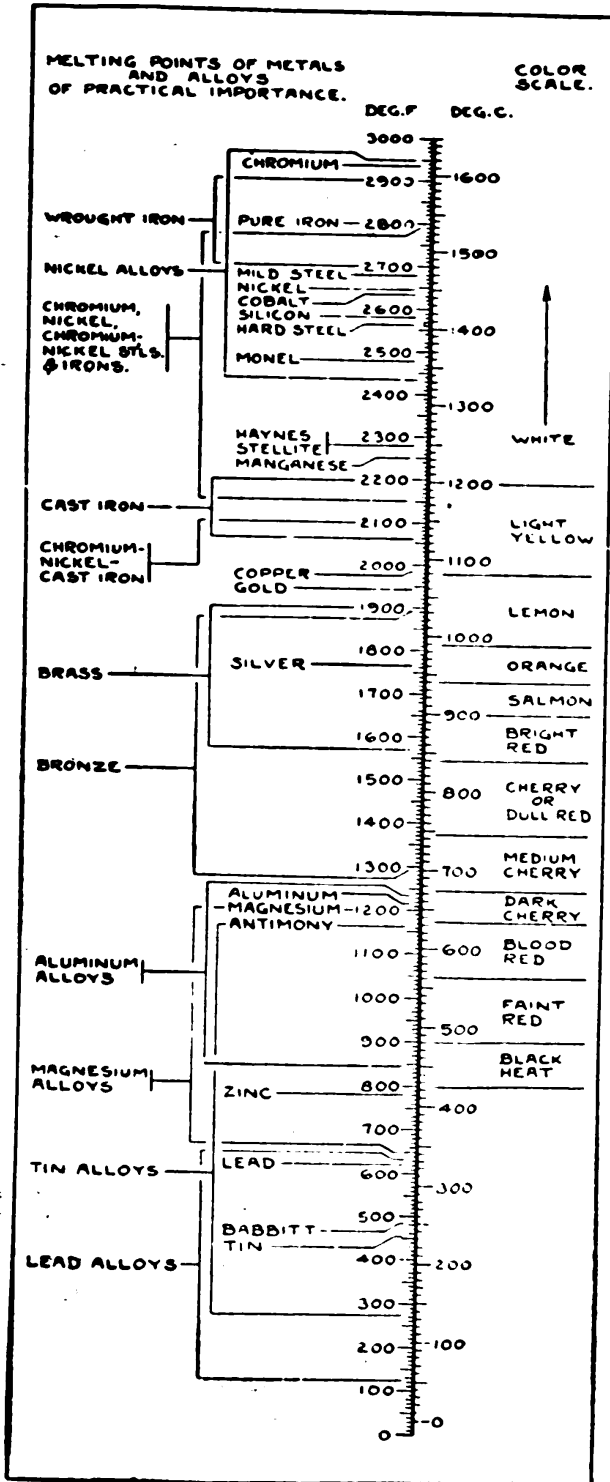 MELTING POINTS OF METALS
AND ALLOYS
OF PRACTICAL IMPORTANCE.
COLOR
SCALE.
DEG.F DEG.C.
3000
CHROMIUM
2900
1600
WROUGHT IRON
PURE IRON
2800
1500
NICKEL ALLOYS
2700
MILD STEEL
NICKEL
COBALT
SILICON
2600
HARD STEEL
1400
CHROMIUM,
NICKEL,
CHROMIUM-
NICKEL STLS.
& IRONS.
MONEL
2500
2400
1300
HAYNES
STELLITE
2300
WHITE
MANGANESE
2200
1200
CAST IRON
2100
LIGHT
YELLOW
CHROMIUM-
NICKEL-
CAST IRON
2000
1100
COPPER
GOLD
1900
LEMON
1000
1800
SILVER
ORANGE
BRASS
1700
SALMON
900
1600
BRIGHT
RED
BRONZE
1500
800
CHERRY
OR
DULL RED
1400
1300
700
MEDIUM
CHERRY
ALUMINUM
MAGNESIUM
1200
DARK
CHERRY
ANTIMONY
1100
600
BLOOD
RED
ALUMINUM
ALLOYS
1000
FAINT
RED
500
900
BLACK
HEAT
MAGNESIUM
ALLOYS
800
ZINC
400
700
TIN ALLOYS
LEAD
600
300
500
BABBITT
TIN
LEAD ALLOYS
400
200
300
200
100
100
0
0